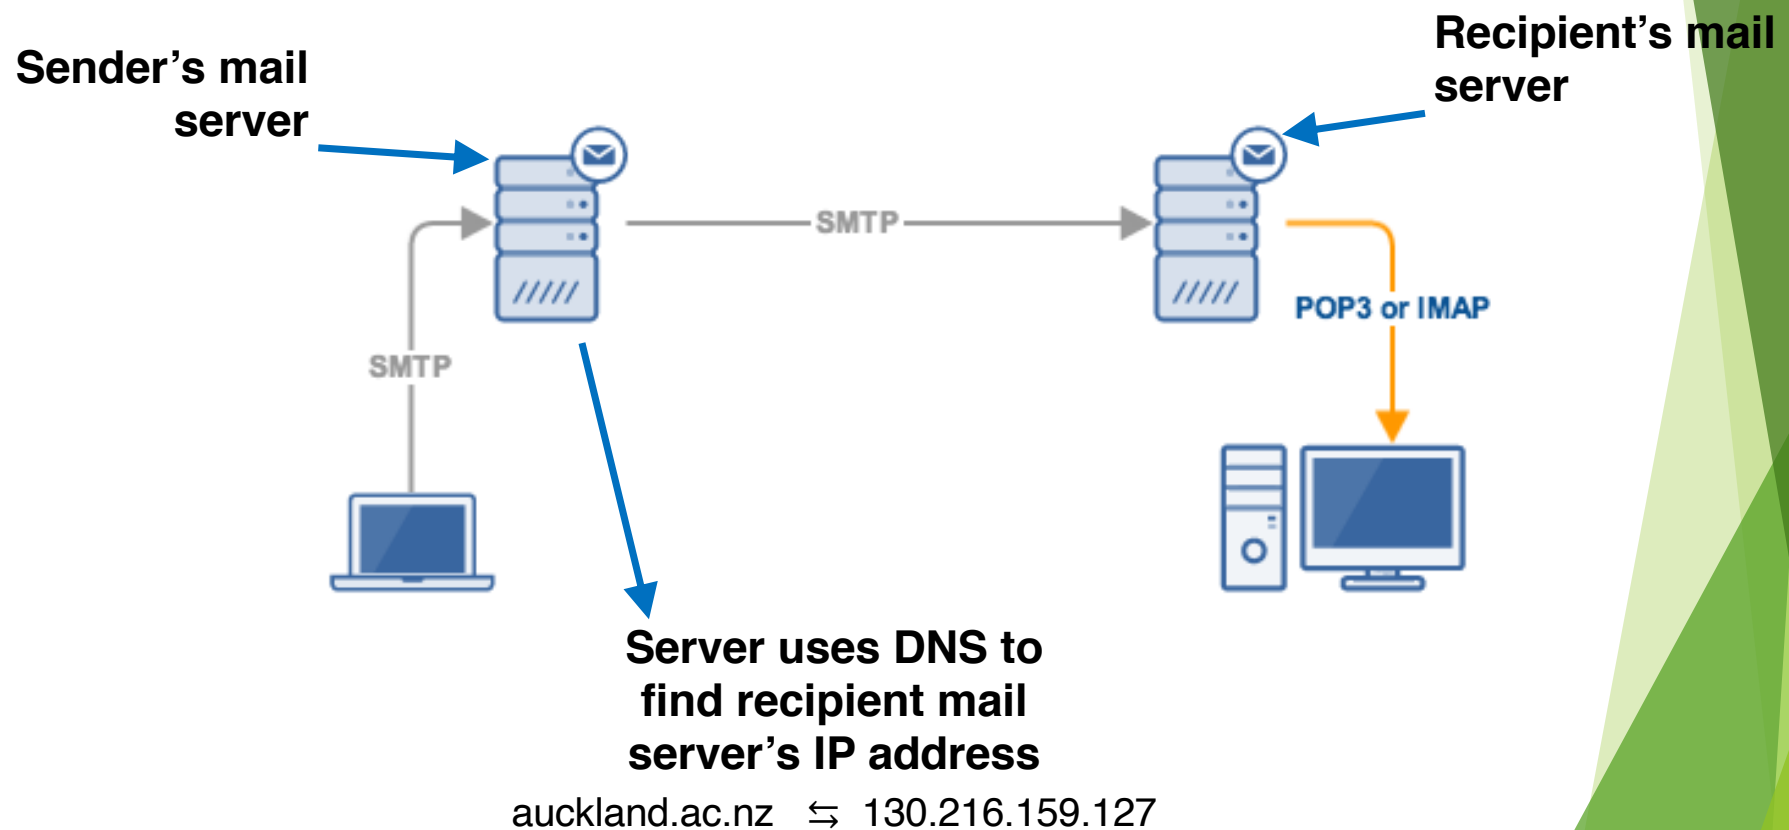 Sender’s mail
server
Recipient’s mail
server
SMTP
POP3 or IMAP
SMTP
Server uses DNS to
find recipient mail
server’s IP address
auckland.ac.nz ⇆ 130.216.159.127